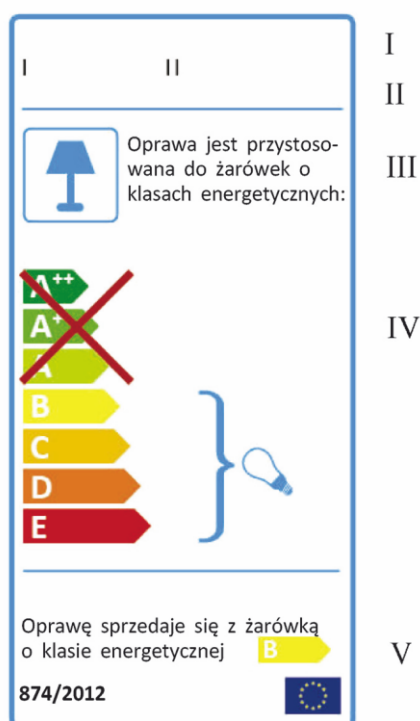 I II
I
II
Oprawa jest przystoso-
wana do żarówek o
klasach energetycznych:
III
A++
A+
A
IV
B
C
D
E
Oprawę sprzedaje się z żarówką
o klasie energetycznej B
V
874/2012